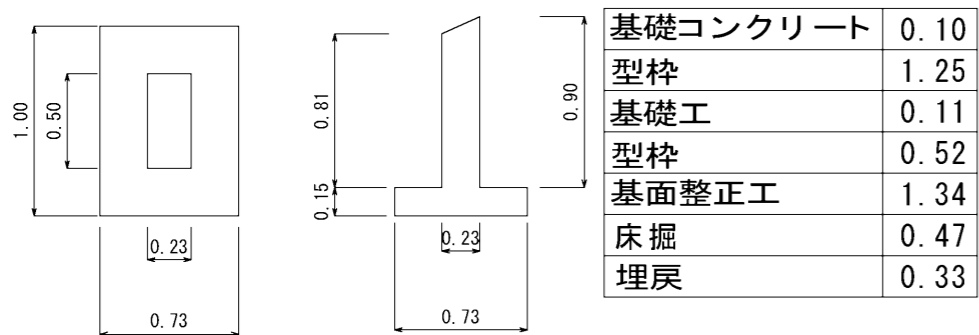 1.00
0.50
0.23
0.73
0.81
0.15
0.90
0.23
0.73
基礎コンクリート 0.10
型枠 1.25
基礎工 0.11
型枠 0.52
基面整正工 1.34
床掘 0.47
埋戻 0.33